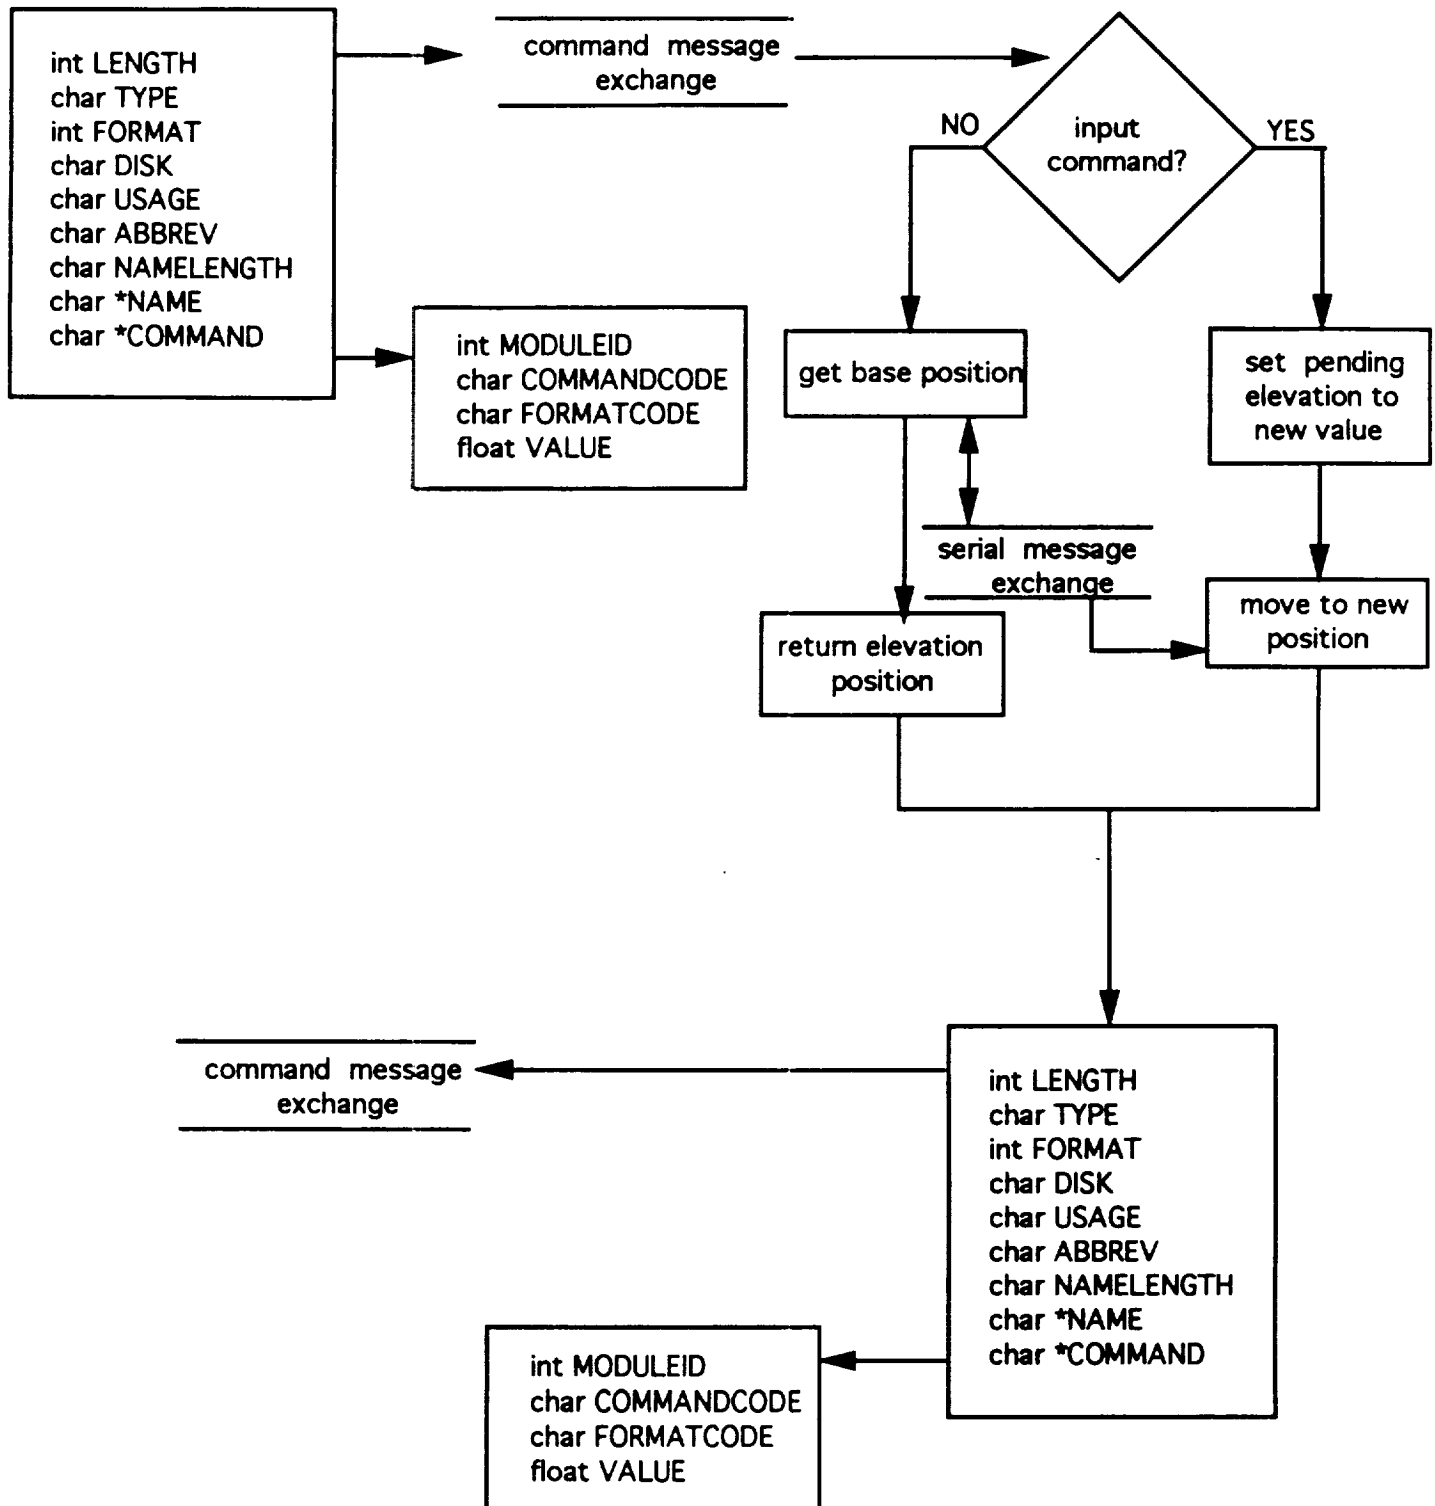 int LENGTH
char TYPE
int FORMAT
char DISK
char USAGE
char ABBREV
char NAMELENGTH
char *NAME
char *COMMAND
command message
exchange
input
command?
NO
YES
int MODULEID
char COMMANDCODE
char FORMATCODE
float VALUE
get base position
set pending
elevation to
new value
serial message
exchange
move to new
position
return elevation
position
command message
exchange
int LENGTH
char TYPE
int FORMAT
char DISK
char USAGE
char ABBREV
char NAMELENGTH
char *NAME
char *COMMAND
int MODULEID
char COMMANDCODE
char FORMATCODE
float VALUE